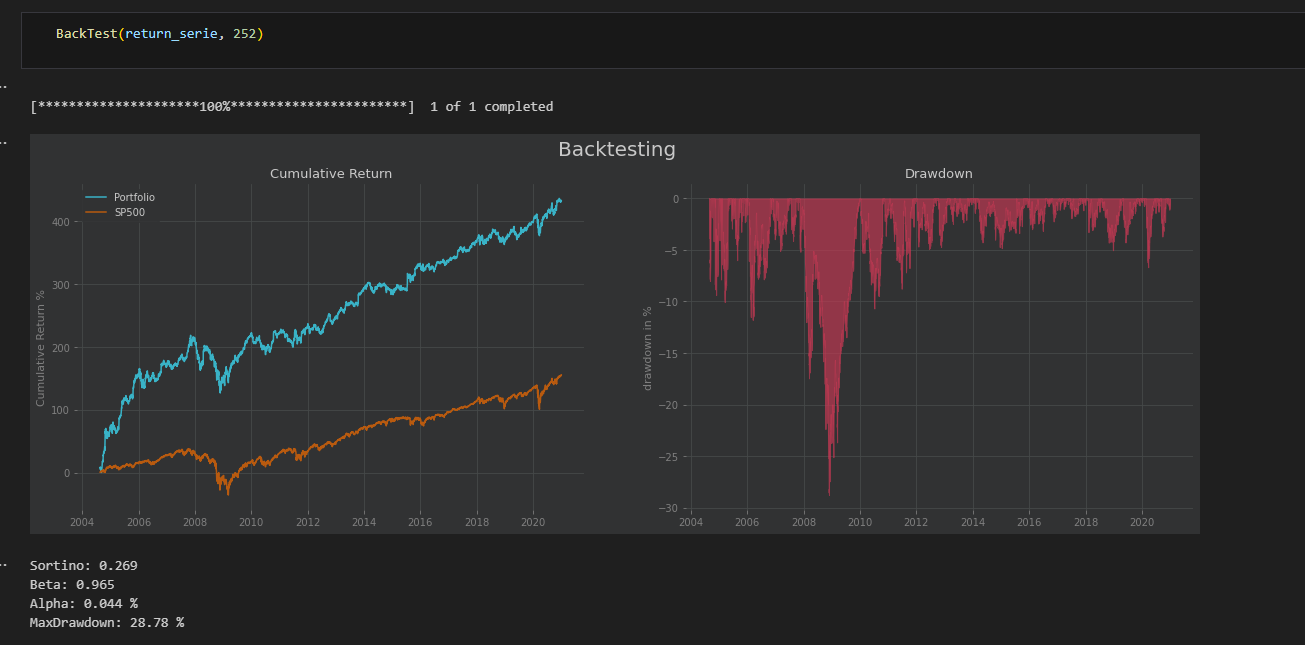 BackTest(return_serie, 252)
[*********************100%***********************]  1 of 1 completed
Backtesting
Cumulative Return
Portfolio
SP500
Cumulative Return %
400
300
200
100
0
2004 2006 2008 2010 2012 2014 2016 2018 2020
Drawdown
drawdown in %
0
−5
−10
−15
−20
−25
−30
2004 2006 2008 2010 2012 2014 2016 2018 2020
Sortino: 0.269
Beta: 0.965
Alpha: 0.044 %
MaxDrawdown: 28.78 %